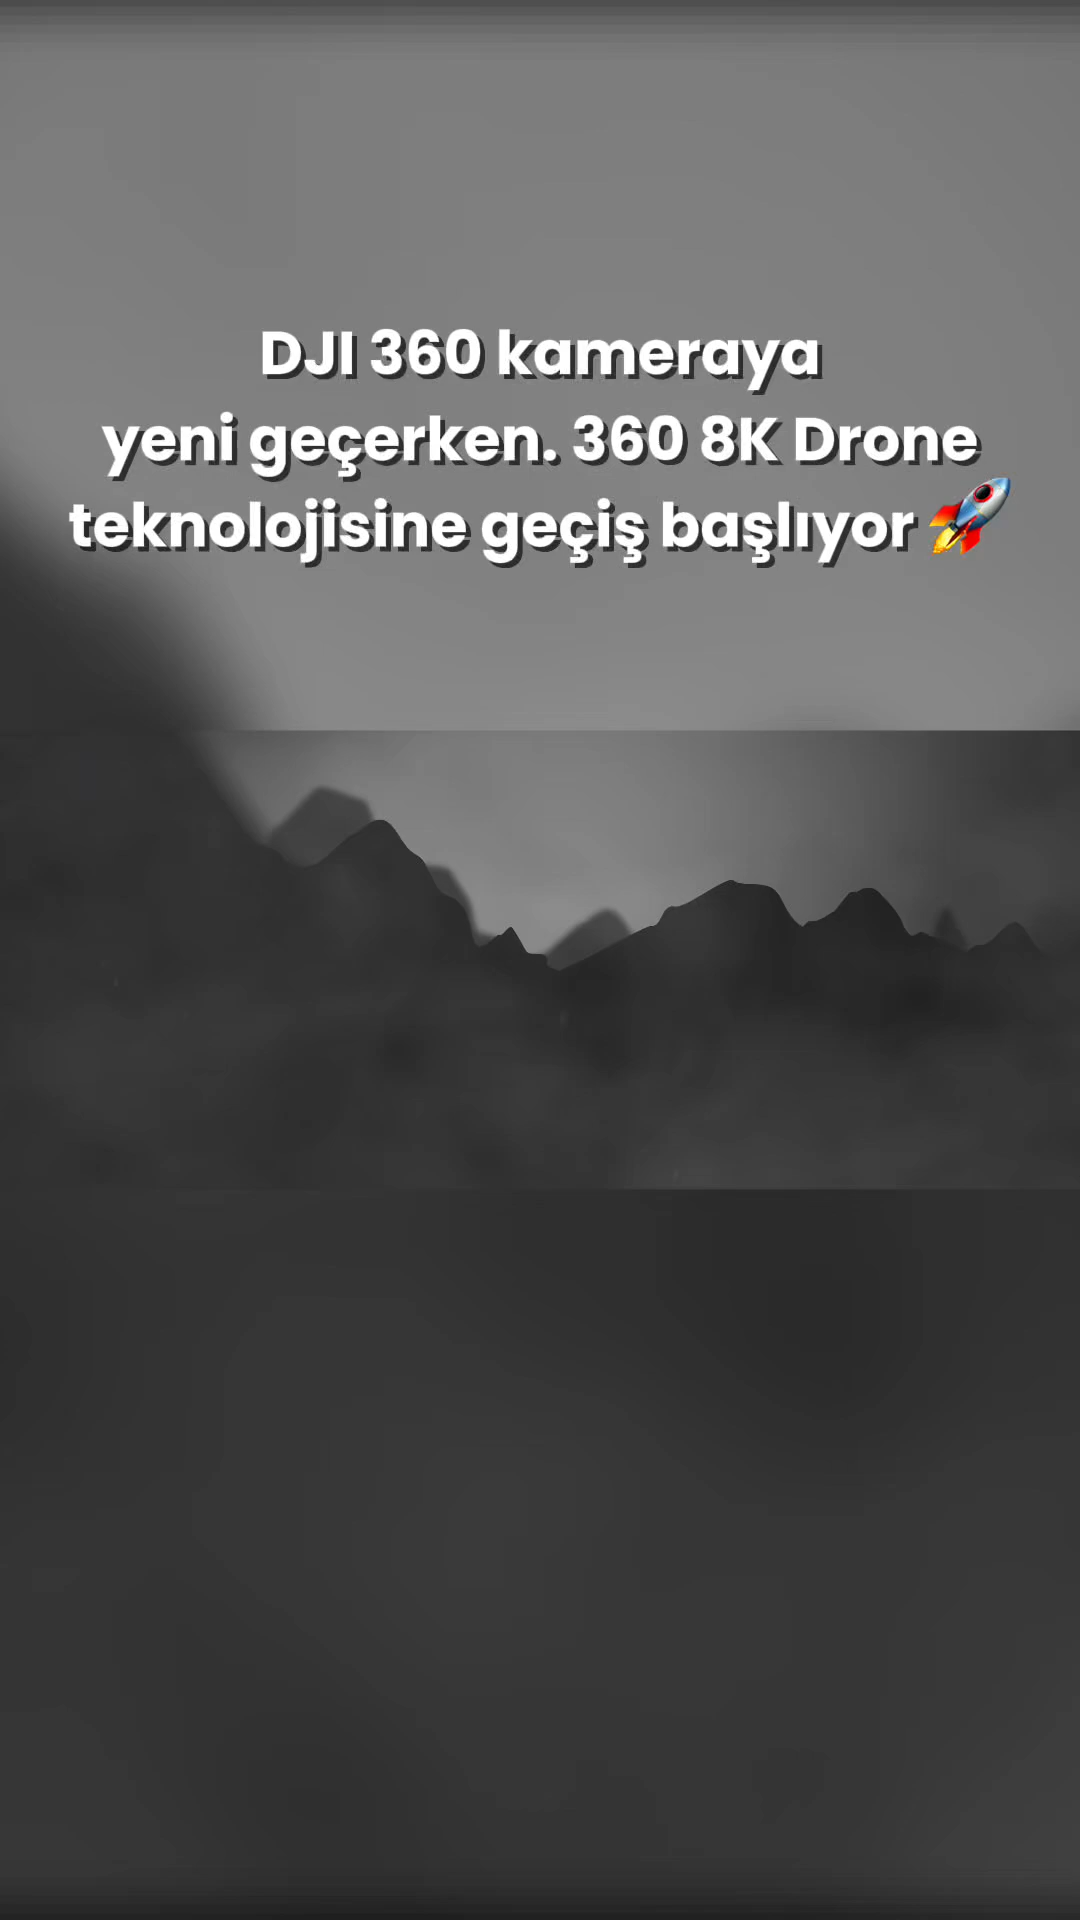 DJI 360 kameraya
yeni geçerken. 360 8K Drone
teknolojisine geçiş başlıyor 🚀